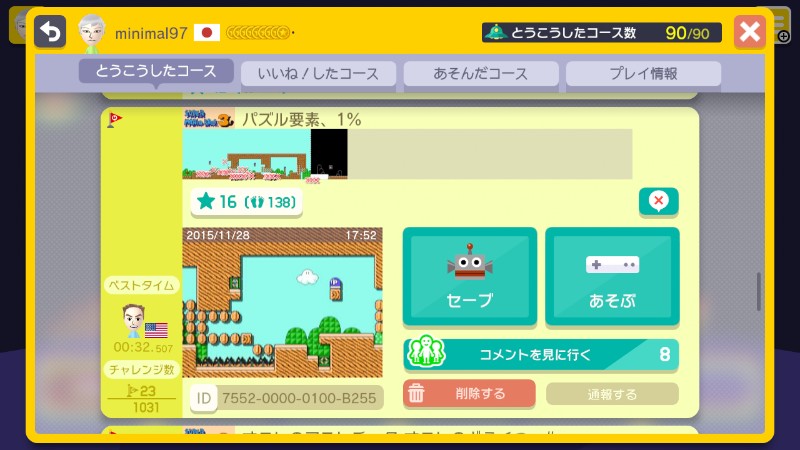 minimal97
とうこうしたコース数 90/90
とうこうしたコース
いいね!したコース
あそんだコース
プレイ情報
パズル要素、1%
★16 (138)
2015/11/28 17:52
セーブ
あそぶ
ベストタイム
00:32.507
チャレンジ数
23
1031
コメントを見に行く 8
ID 7552-0000-0100-B255
削除する
通報する